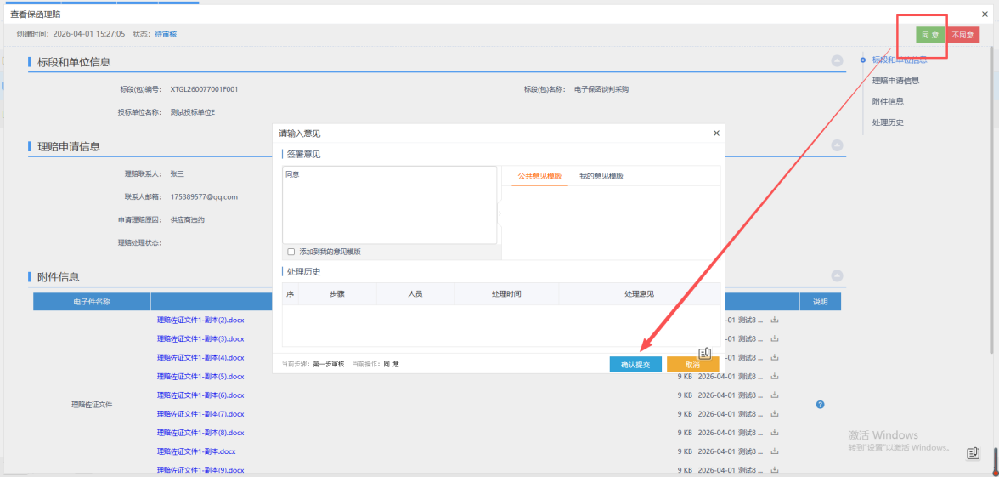 查看保函理赔
创建时间：2026-04-01 15:27:05 状态：待审核
同 意 不同意
标段和单位信息
标段(包)编号： XTGL260077001F001 标段(包)名称： 电子保函谈判采购
投标单位名称： 测试投标单位E
标段和单位信息
理赔申请信息
附件信息
处理历史
理赔申请信息
理赔联系人： 张三
联系人邮箱： 175389577@qq.com
申请理赔原因： 供应商违约
理赔处理状态：
请输入意见
签署意见
同意
公共意见模版 我的意见模版
添加到我的意见模版
处理历史
序 步骤 人员 处理时间 处理意见
当前步骤：第一步审核 当前操作：同 意
确认提交 取消
附件信息
电子件名称 说明
理赔佐证文件
理赔佐证文件1-副本(2).docx -01 测试8 ...
理赔佐证文件1-副本(3).docx -01 测试8 ...
理赔佐证文件1-副本(4).docx -01 测试8 ...
理赔佐证文件1-副本(5).docx 9 KB 2026-04-01 测试8 ...
理赔佐证文件1-副本(6).docx 9 KB 2026-04-01 测试8 ...
理赔佐证文件1-副本(7).docx 9 KB 2026-04-01 测试8 ...
理赔佐证文件1-副本(8).docx 9 KB 2026-04-01 测试8 ...
理赔佐证文件1-副本.docx 9 KB 2026-04-01 测试8 ...
理赔佐证文件1-副本(9).docx 9 KB 2026-04-01 测试8 ...
激活 Windows
转到"设置"以激活 Windows。